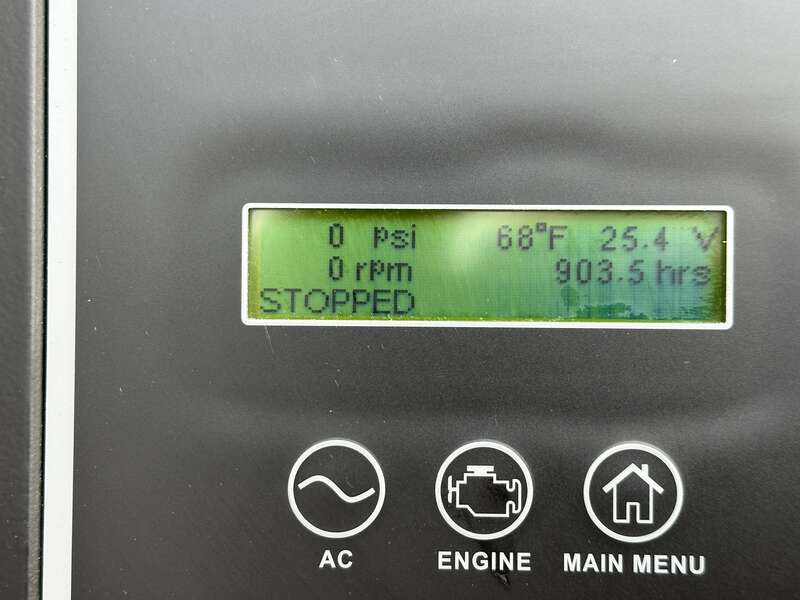 0 psi 68°F 25.4 V
0 rpm 903.5 hrs
STOPPED
AC ENGINE MAIN MENU